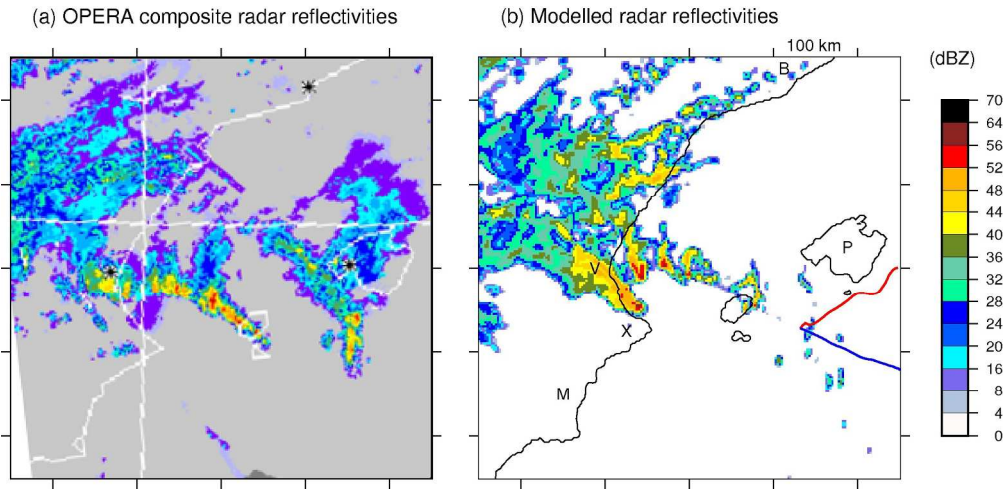 (a) OPERA composite radar reflectivities
(b) Modelled radar reflectivities
100 km
(dBZ)
B
P
V
X
M
70
64
56
52
48
44
40
36
32
28
24
20
16
8
4
0